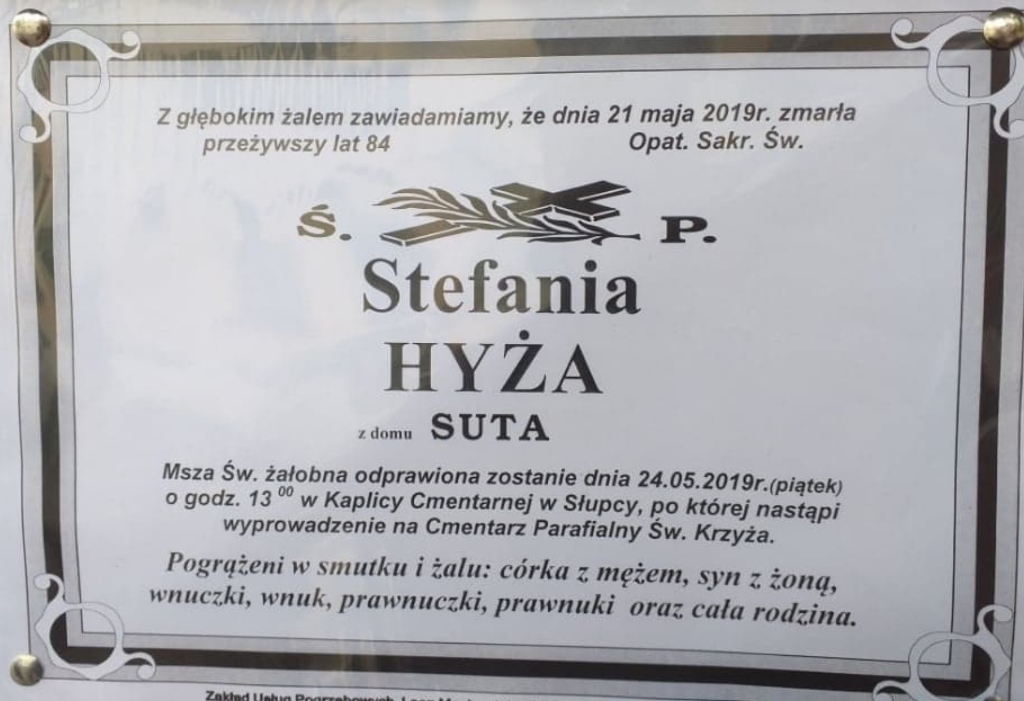 Z głębokim żalem zawiadamiamy, że dnia 21 maja 2019r. zmarła
przeżywszy lat 84 Opat. Sakr. Św.
Ś. P.
Stefania
HYŻA
z domu SUTA
Msza Św. żałobna odprawiona zostanie dnia 24.05.2019r.(piątek)
o godz. 13 00 w Kaplicy Cmentarnej w Słupcy, po której nastąpi
wyprowadzenie na Cmentarz Parafialny Św. Krzyża.
Pogrążeni w smutku i żalu: córka z mężem, syn z żoną,
wnuczki, wnuk, prawnuczki, prawnuki oraz cała rodzina.
Zakład Usług Pogrzebowych